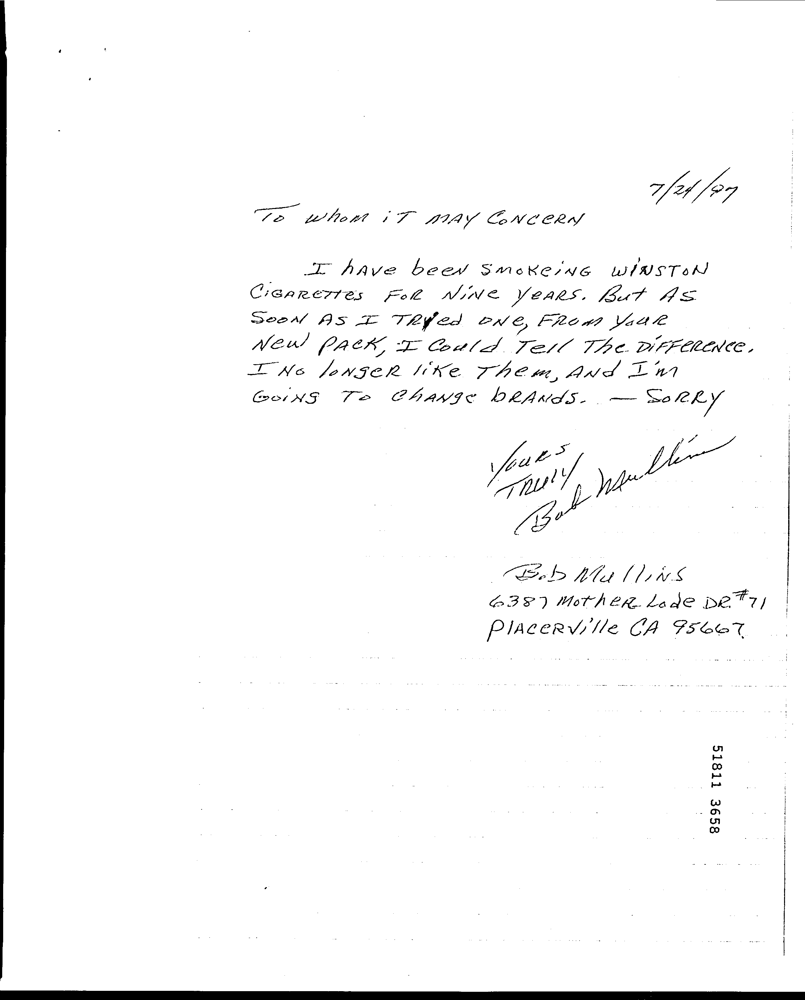 7/24/97
To whom iT MAY CONCERN
I hAve beeN SMOKeiNG WiNSTON
CiGARETTes FOR NiNe YeARS. But AS
SooN AS I TRYed ONe, FROM YOUR
New PACK, I Could Tell The DiFFERENCe.
I No longeR like Them, AND I'm
GoiNg To ChANge bRANdS. — SoRRY
YouRS
TRuly
Bob Mullins
Bob MulliNS
6387 MotheR Lode DR. #71
PlACERVille CA 95667
51811 3658